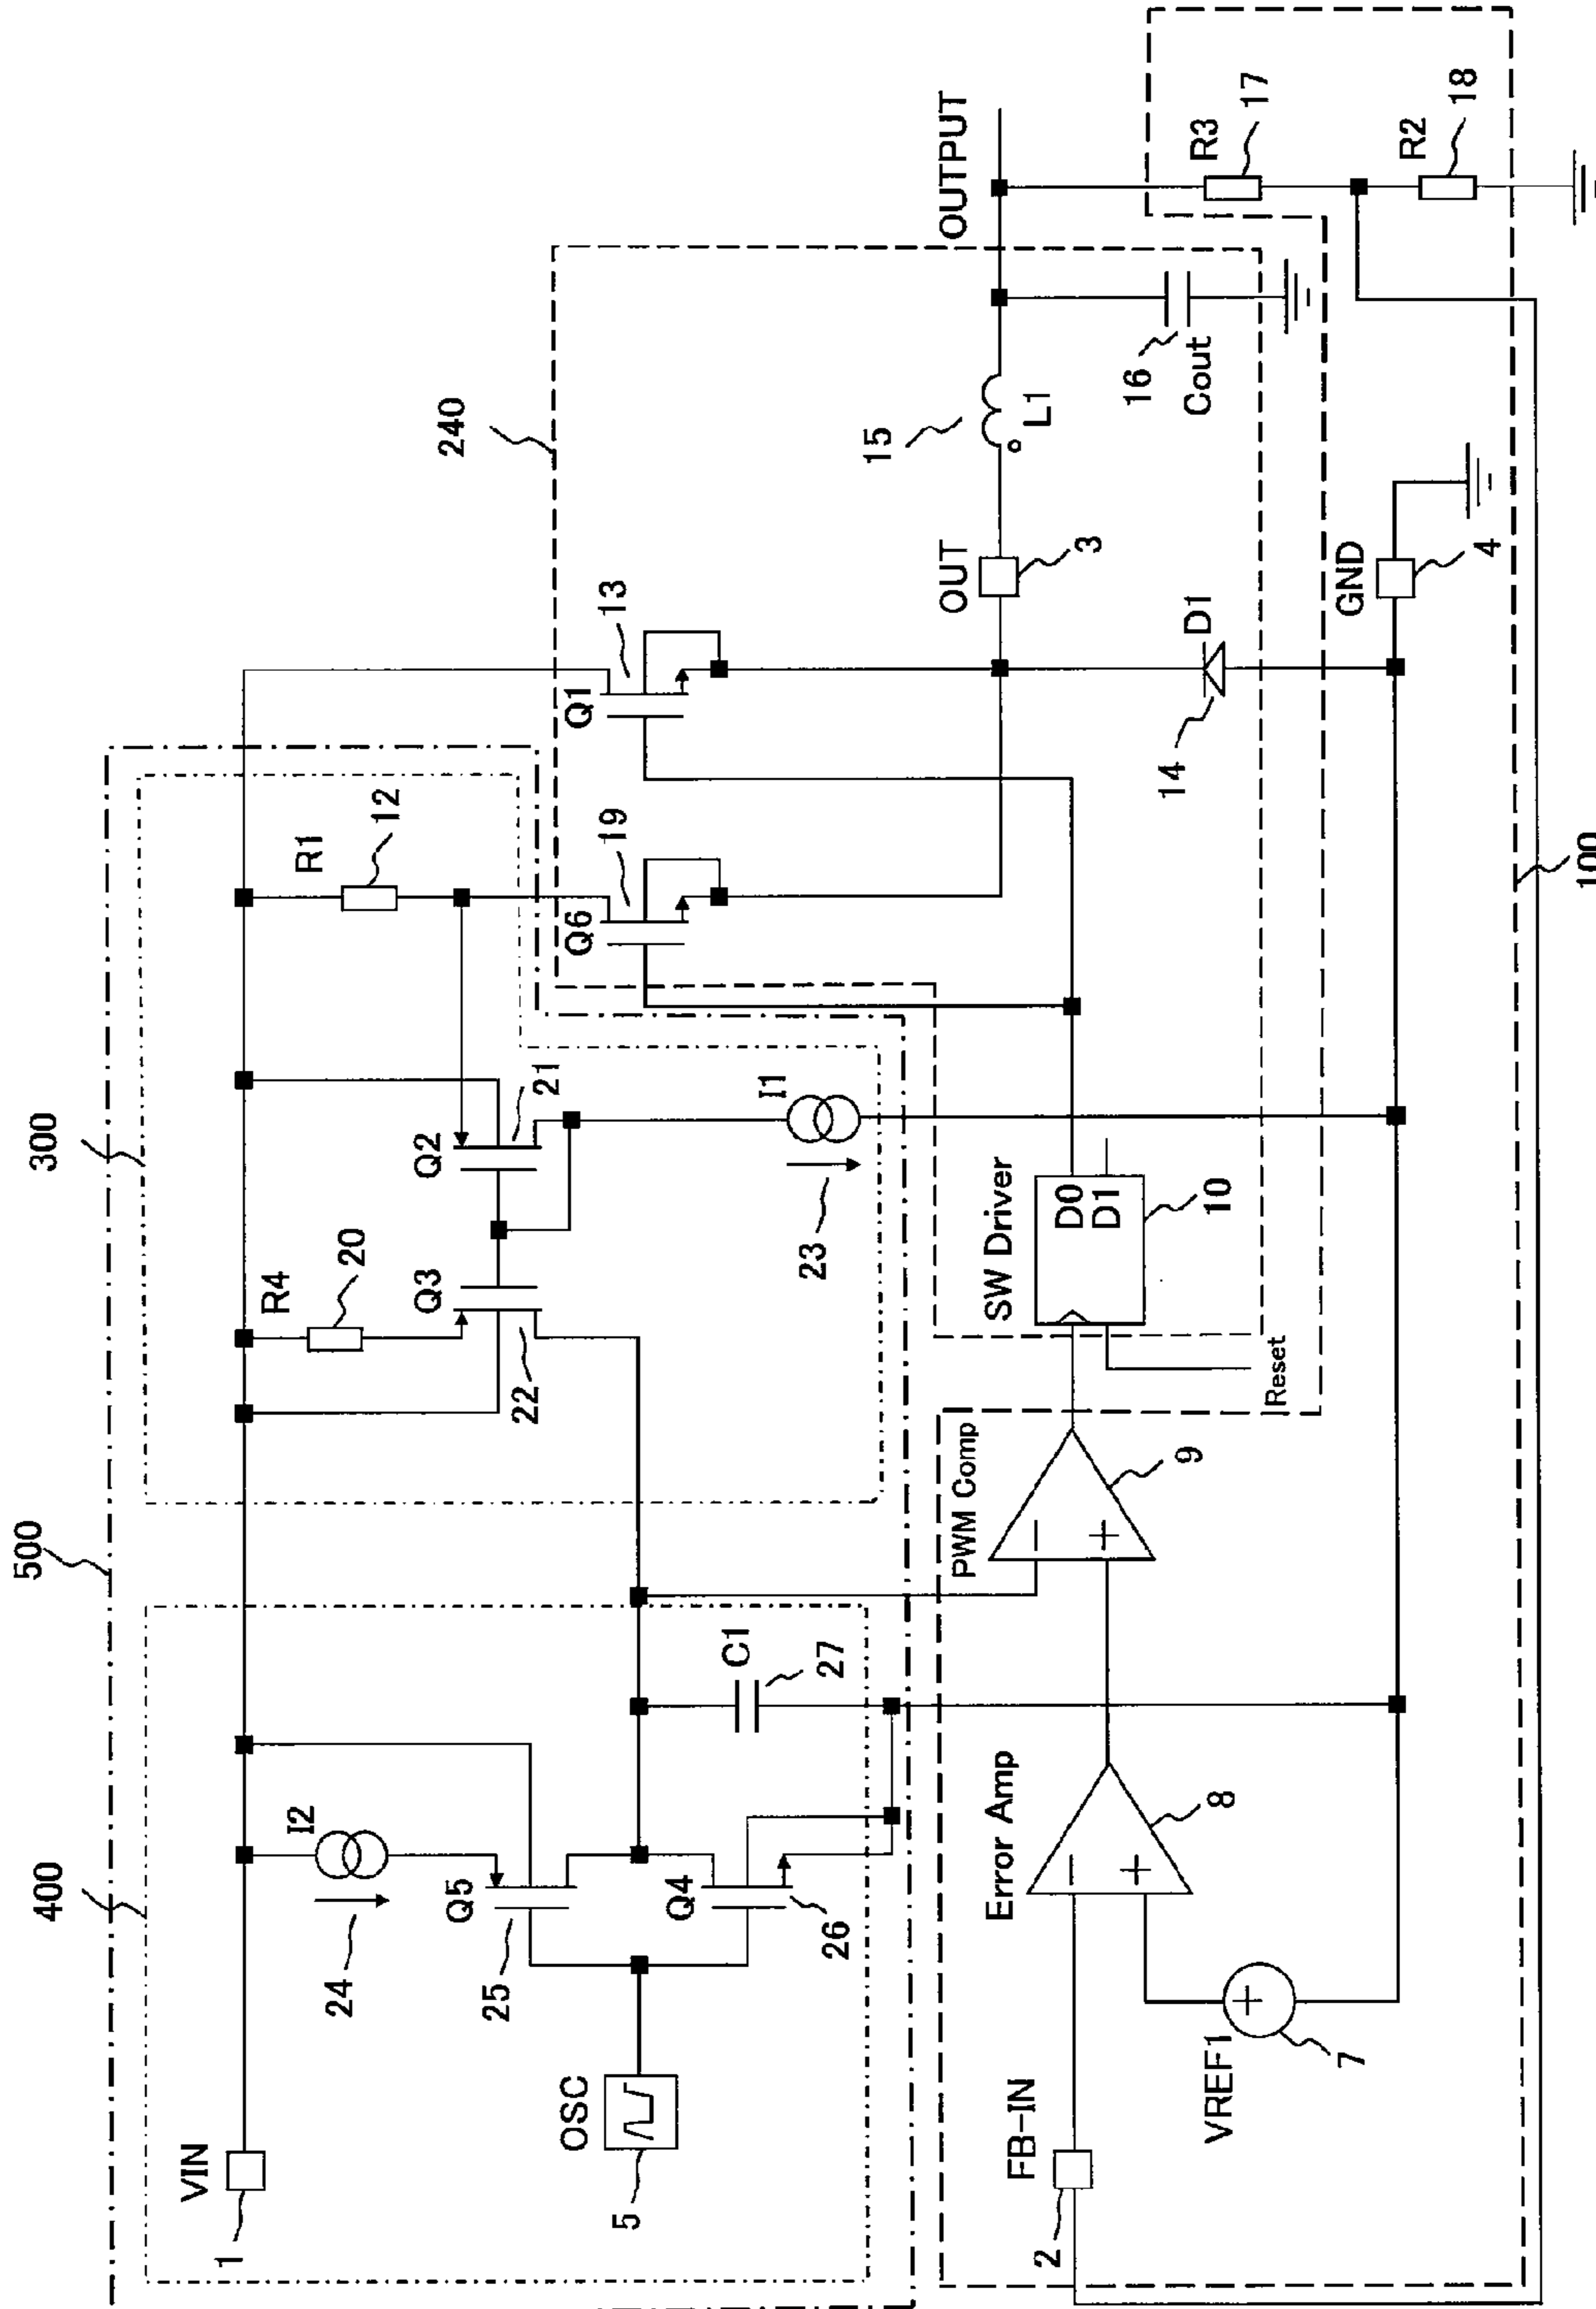 500
300
400
240
VIN
1
I2
24
R4
20
R1
12
Q5
25
Q4
26
OSC
5
C1
27
Q3
22
Q2
21
I1
23
Q6
19
Q1
13
OUT
3
15
L1
OUTPUT
16
Cout
R3
17
R2
18
FB-IN
2
VREF1
7
Error Amp
8
PWM Comp
9
SW Driver
D0
D1
10
Reset
14
D1
GND
4
100